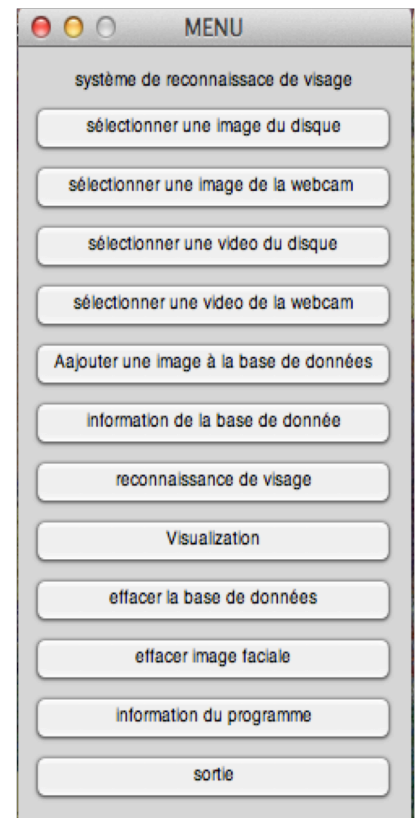 MENU
système de reconnaissace de visage
sélectionner une image du disque
sélectionner une image de la webcam
sélectionner une video du disque
sélectionner une video de la webcam
Aajouter une image à la base de données
information de la base de donnée
reconnaissance de visage
Visualization
effacer la base de données
effacer image faciale
information du programme
sortie